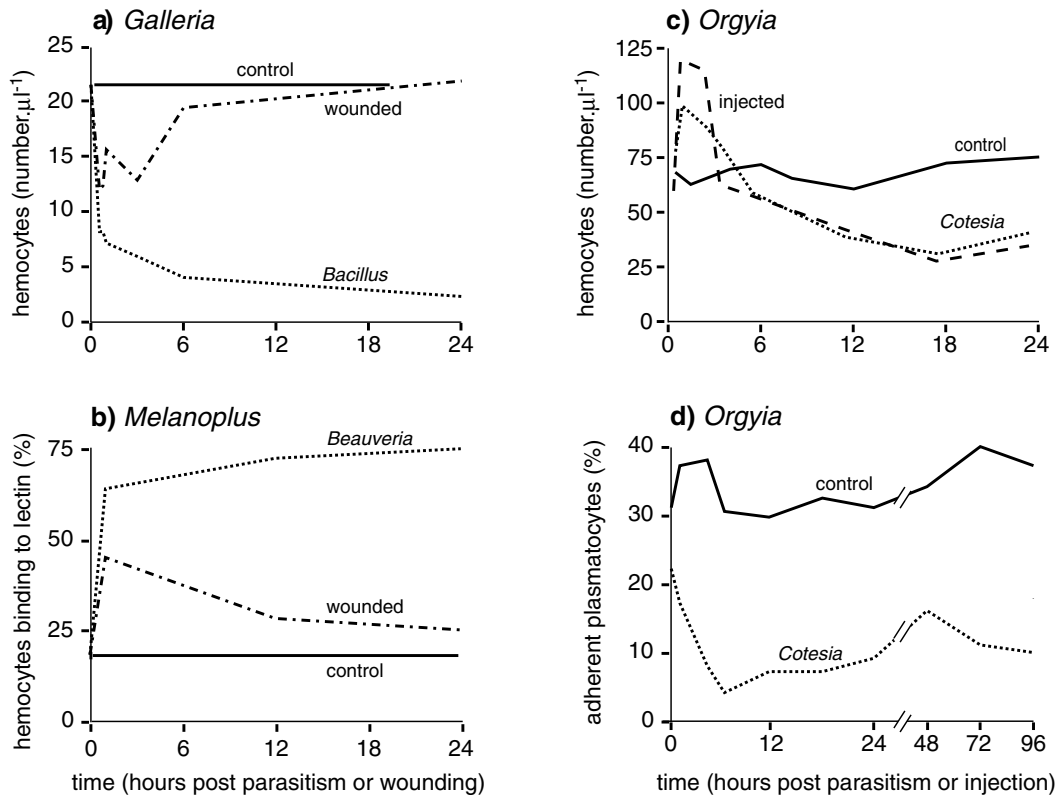 a) Galleria
hemocytes (number.µl-1)
25
20
15
10
5
0
control
wounded
Bacillus
0 6 12 18 24
c) Orgyia
hemocytes (number.µl-1)
125
100
75
50
25
0
injected
control
Cotesia
0 6 12 18 24
b) Melanoplus
hemocytes binding to lectin (%)
75
50
25
0
Beauveria
wounded
control
0 6 12 18 24
time (hours post parasitism or wounding)
d) Orgyia
adherent plasmatocytes (%)
40
30
20
10
0
control
Cotesia
0 12 24 48 72 96
time (hours post parasitism or injection)